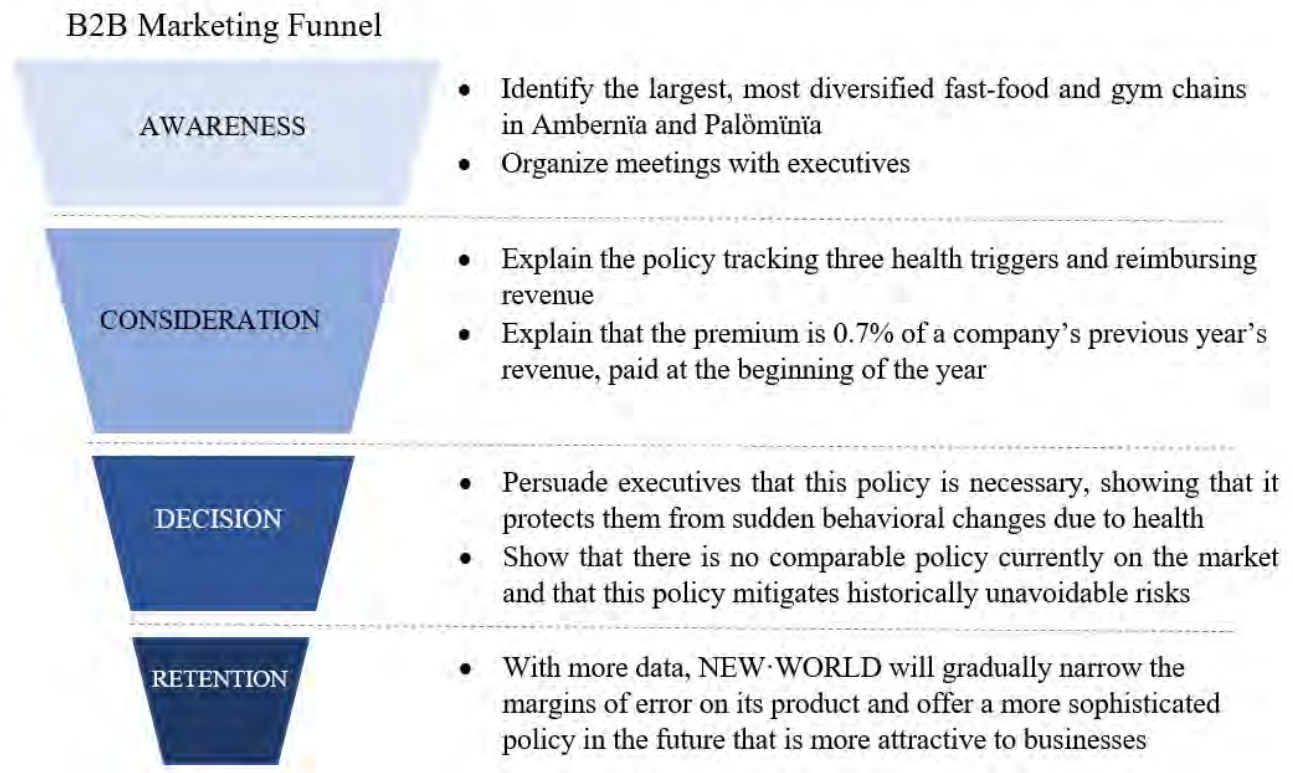 B2B Marketing Funnel
AWARENESS
• Identify the largest, most diversified fast-food and gym chains
in Ambernïa and Palȍmïnïa
• Organize meetings with executives
CONSIDERATION
• Explain the policy tracking three health triggers and reimbursing
revenue
• Explain that the premium is 0.7% of a company’s previous year’s
revenue, paid at the beginning of the year
DECISION
• Persuade executives that this policy is necessary, showing that it
protects them from sudden behavioral changes due to health
• Show that there is no comparable policy currently on the market
and that this policy mitigates historically unavoidable risks
RETENTION
• With more data, NEW·WORLD will gradually narrow the
margins of error on its product and offer a more sophisticated
policy in the future that is more attractive to businesses